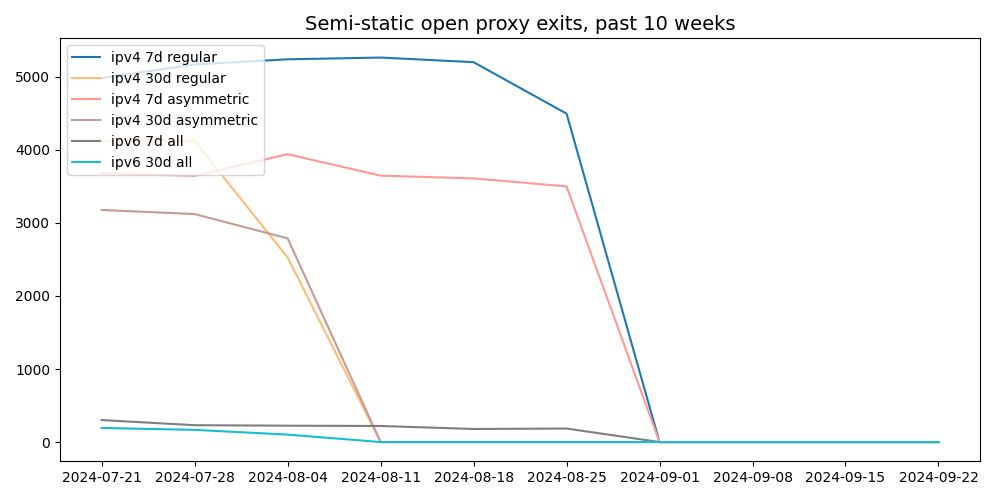 Semi-static open proxy exits, past 10 weeks
ipv4 7d regular
ipv4 30d regular
ipv4 7d asymmetric
ipv4 30d asymmetric
ipv6 7d all
ipv6 30d all
5000
4000
3000
2000
1000
0
2024-07-21 2024-07-28 2024-08-04 2024-08-11 2024-08-18 2024-08-25 2024-09-01 2024-09-08 2024-09-15 2024-09-22